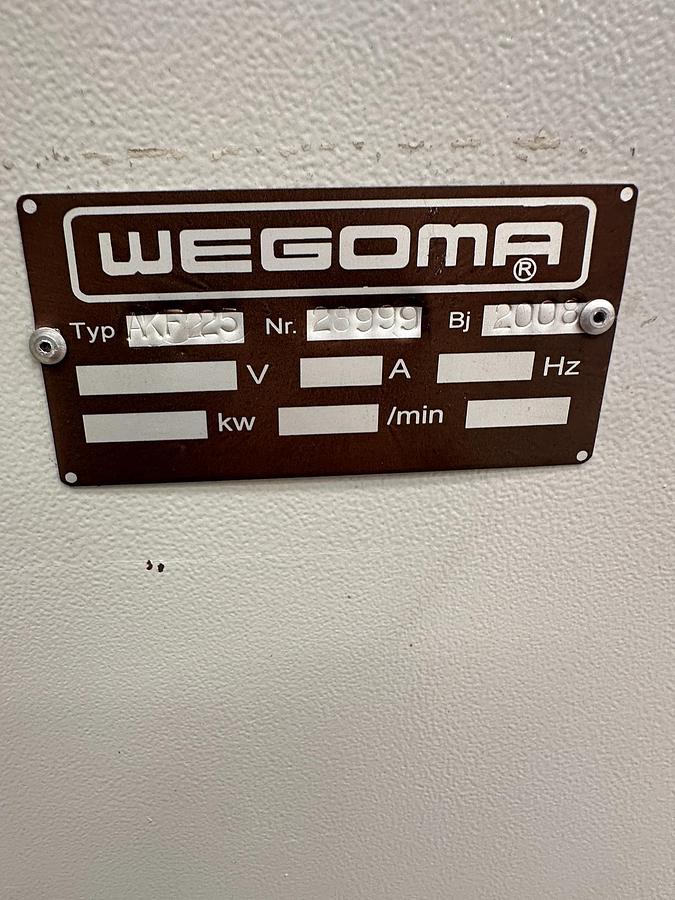 WEGOMA®
Typ AKF225 Nr. 28999 Bj 2008
V A Hz
kw /min